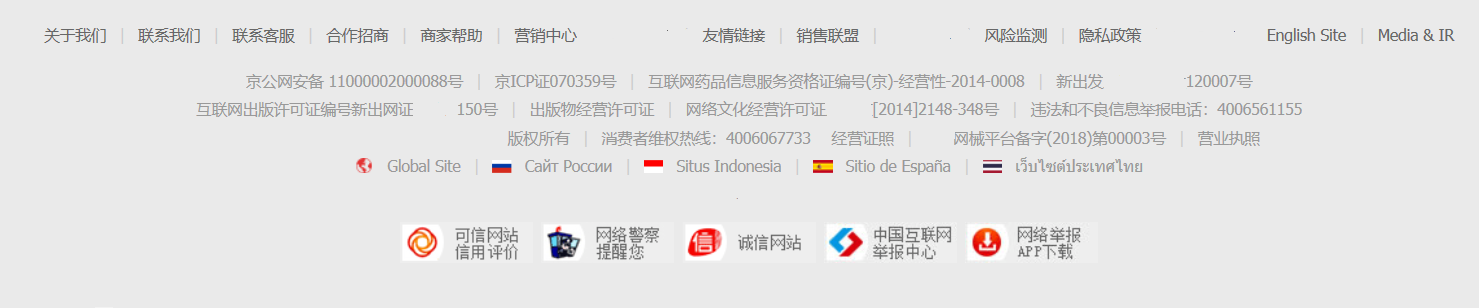 关于我们 | 联系我们 | 联系客服 | 合作招商 | 商家帮助 | 营销中心 友情链接 | 销售联盟 | 风险监测 | 隐私政策 English Site | Media & IR
京公网安备 11000002000088号 | 京ICP证070359号 | 互联网药品信息服务资格证编号(京)-经营性-2014-0008 | 新出发 120007号
互联网出版许可证编号新出网证 150号 | 出版物经营许可证 | 网络文化经营许可证 [2014]2148-348号 | 违法和不良信息举报电话：4006561155
版权所有 | 消费者维权热线：4006067733 经营证照 | 网械平台备字(2018)第00003号 | 营业执照
Global Site | Сайт России | Situs Indonesia | Sitio de España | เว็บไซต์ประเทศไทย
可信网站
信用评价
网络警察
提醒您
诚信网站
中国互联网
举报中心
网络举报
APP下载